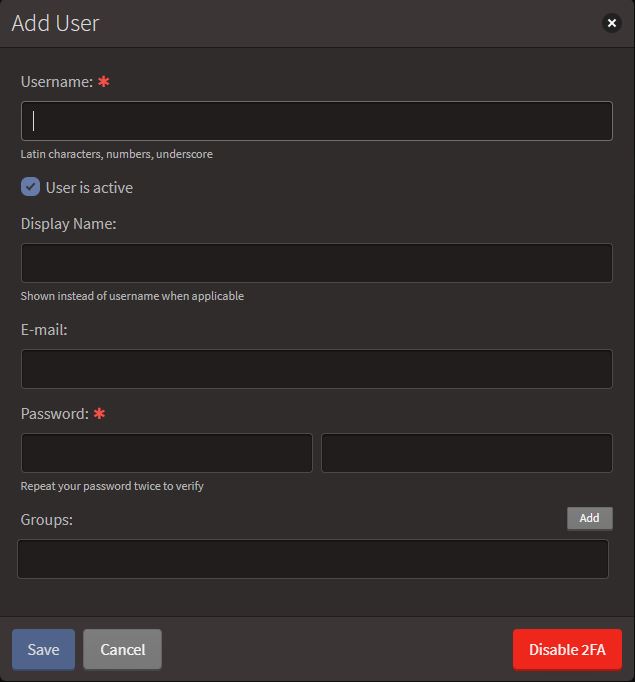 Add User
Username: *
Latin characters, numbers, underscore
User is active
Display Name:
Shown instead of username when applicable
E-mail:
Password: *
Repeat your password twice to verify
Groups: Add
Save Cancel Disable 2FA